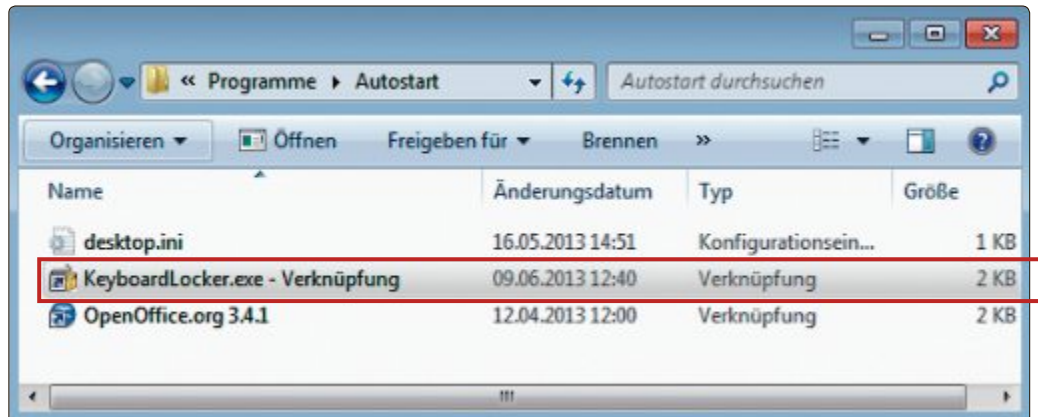 « Programme Autostart Autostart durchsuchen
Organisieren Öffnen Freigeben für Brennen »
Name Änderungsdatum Typ Größe
desktop.ini 16.05.2013 14:51 Konfigurationsein... 1 KB
KeyboardLocker.exe - Verknüpfung 09.06.2013 12:40 Verknüpfung 2 KB
OpenOffice.org 3.4.1 12.04.2013 12:00 Verknüpfung 2 KB